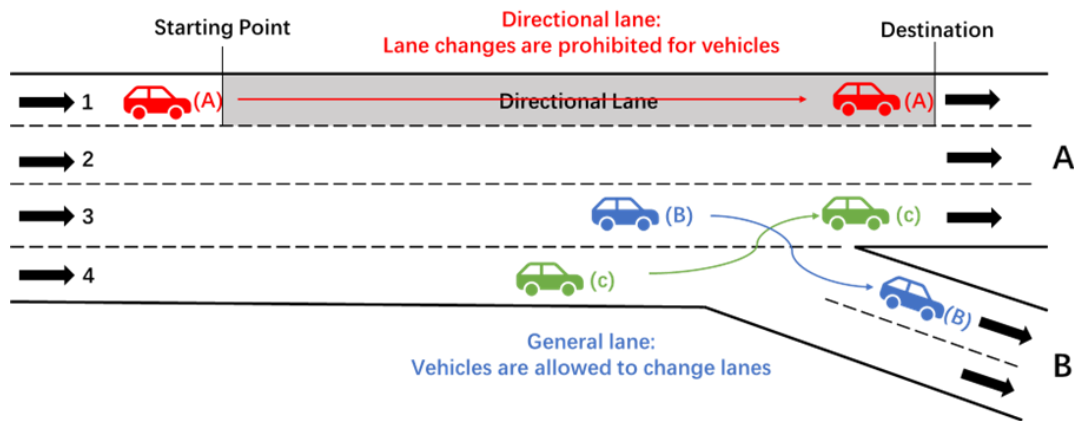 Directional lane:
Starting Point
Lane changes are prohibited for vehicles
Destination
1
(A)
Directional Lane
(A)
2
A
3
(B)
(c)
4
(c)
(B)
General lane:
Vehicles are allowed to change lanes
B